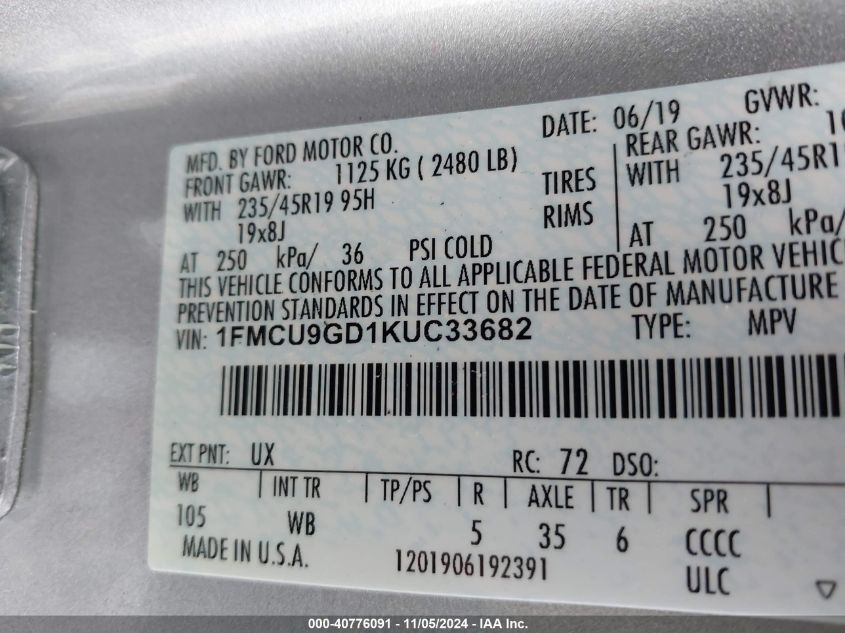 MFD. BY FORD MOTOR CO. DATE: 06/19 GVWR:
FRONT GAWR: 1125 KG ( 2480 LB) REAR GAWR:
WITH 235/45R19 95H TIRES WITH 235/45R19
19x8J RIMS 19x8J
AT 250 kPa/ 36 PSI COLD AT 250 kPa/
THIS VEHICLE CONFORMS TO ALL APPLICABLE FEDERAL MOTOR
PREVENTION STANDARDS IN EFFECT ON THE DATE OF MANUFACTURE
VIN: 1FMCU9GD1KUC33682 TYPE: MPV
EXT PNT: UX RC: 72 DSO:
WB | INT TR | TP/PS | R | AXLE | TR | SPR |
105 WB 5 35 6 CCCC
MADE IN U.S.A. 1201906192391 ULC
000-40776091 - 11/05/2024 - IAA Inc.